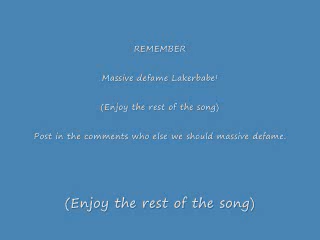 REMEMBER
Massive defame Lakerbabe!
(Enjoy the rest of the song)
Post in the comments who else we should massive defame.
(Enjoy the rest of the song)